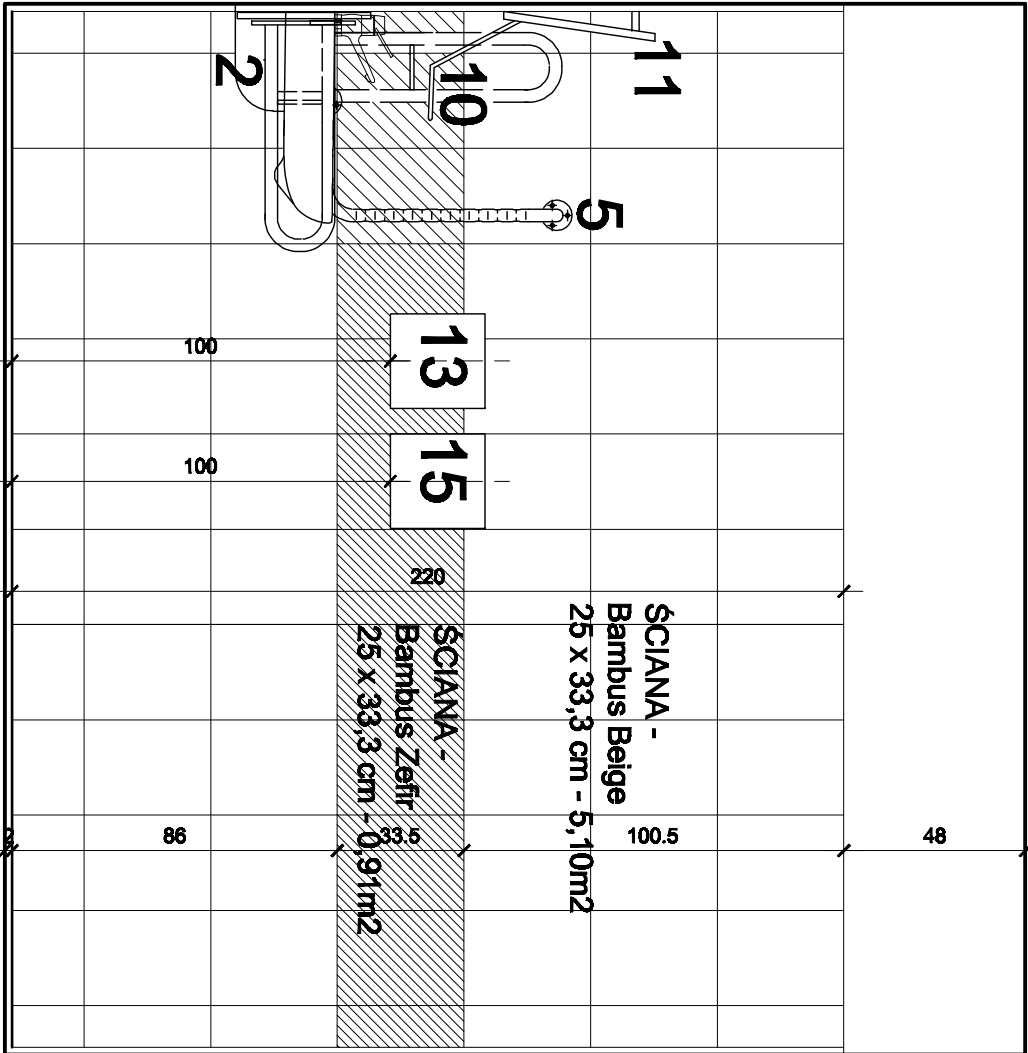 11
10
2
5
13
15
100
100
220
ŚCIANA -
Bambus Beige
25 x 33,3 cm - 5,10m2
ŚCIANA -
Bambus Zefir
25 x 33,3 cm - 0,91m2
2
86
33.5
100.5
48